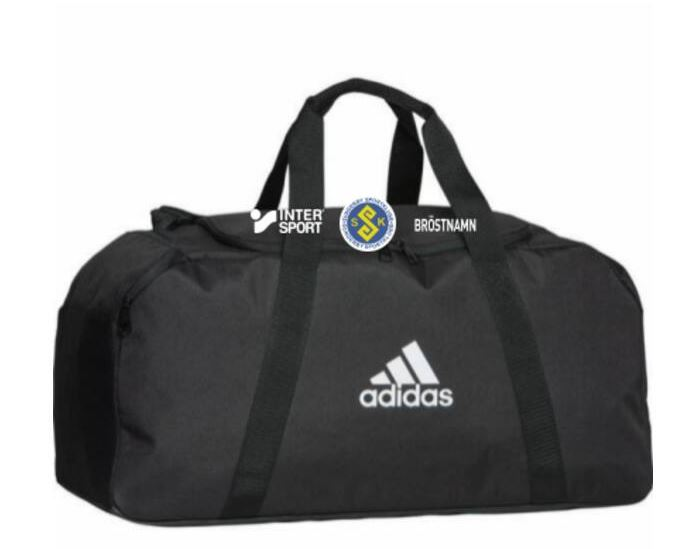 INTER
SPORT
S K
BRÖSTNAMN
adidas